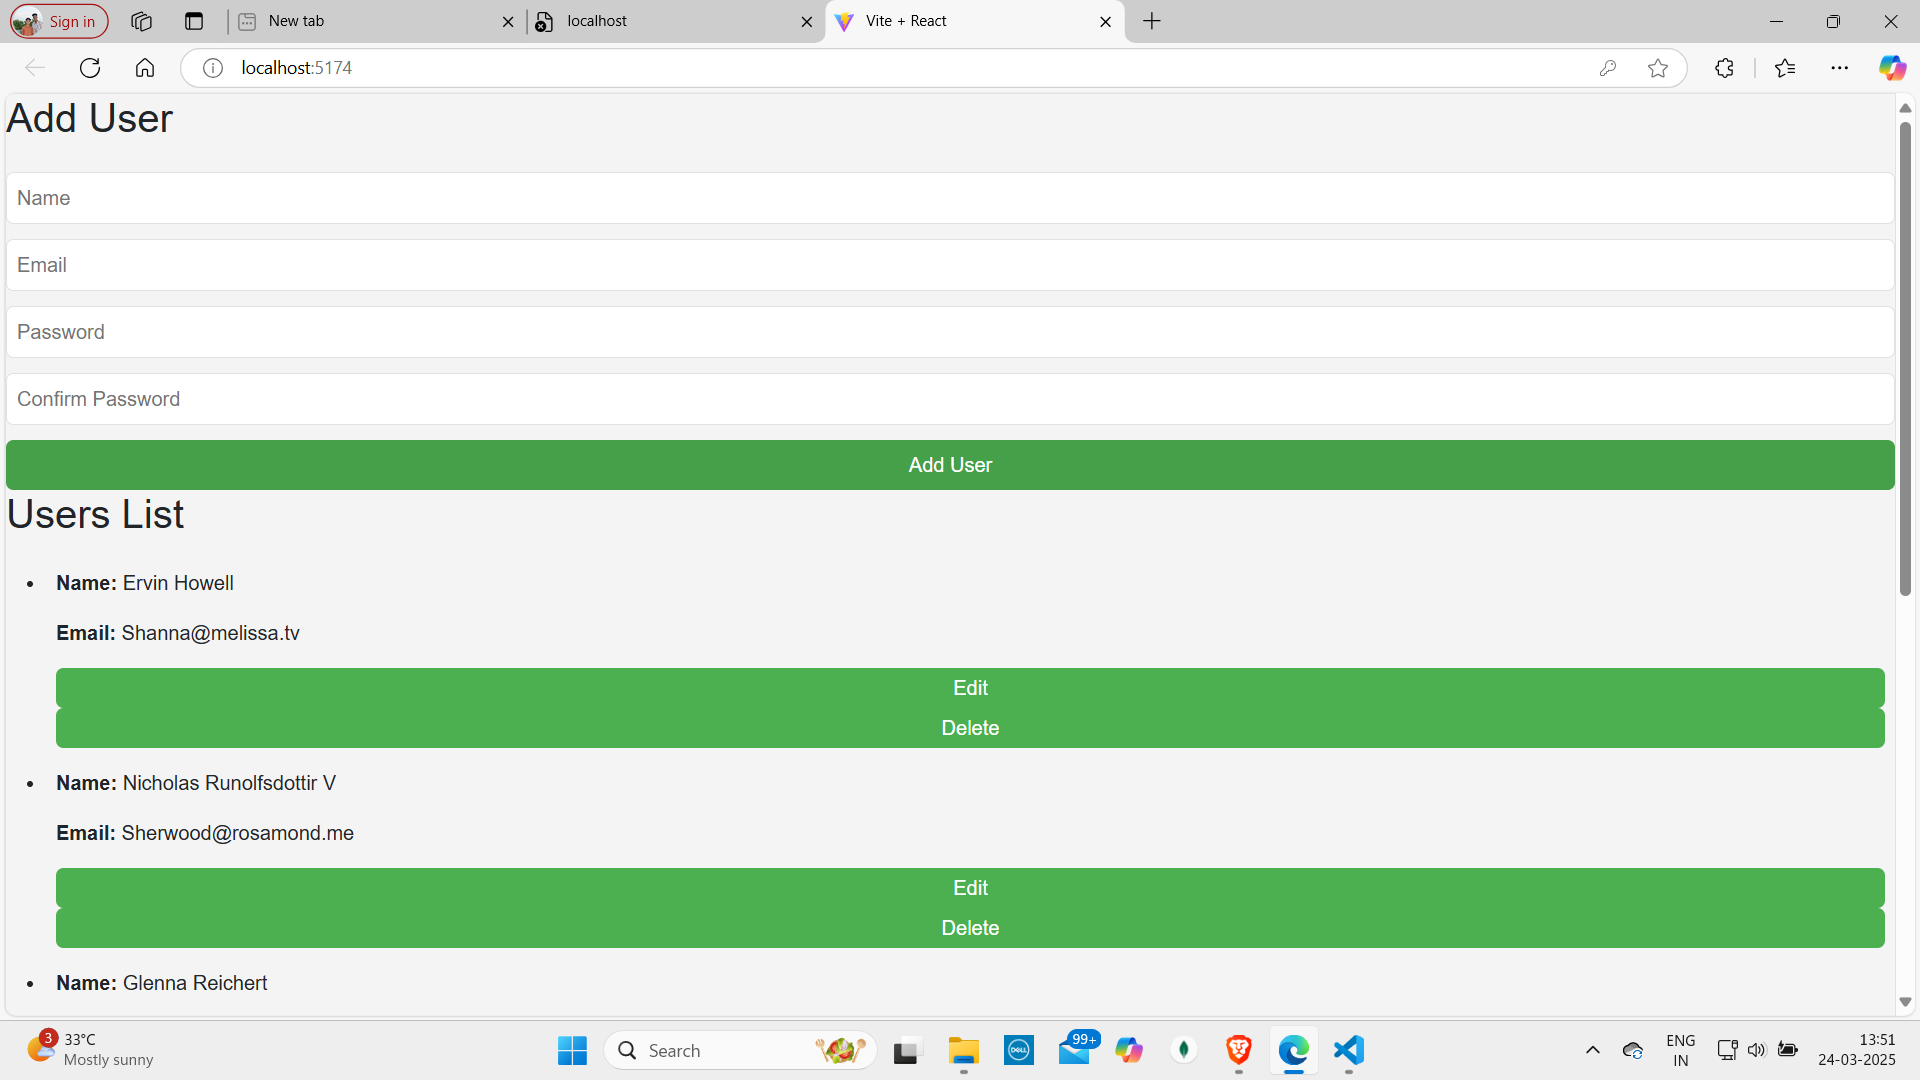 Sign in
New tab
localhost
Vite + React
localhost:5174
Add User
Name
Email
Password
Confirm Password
Add User
Users List
Name: Ervin Howell
Email: Shanna@melissa.tv
Edit
Delete
Name: Nicholas Runolfsdottir V
Email: Sherwood@rosamond.me
Edit
Delete
Name: Glenna Reichert
3
33°C
Mostly sunny
Search
DELL
99+
ENG
IN
13:51
24-03-2025